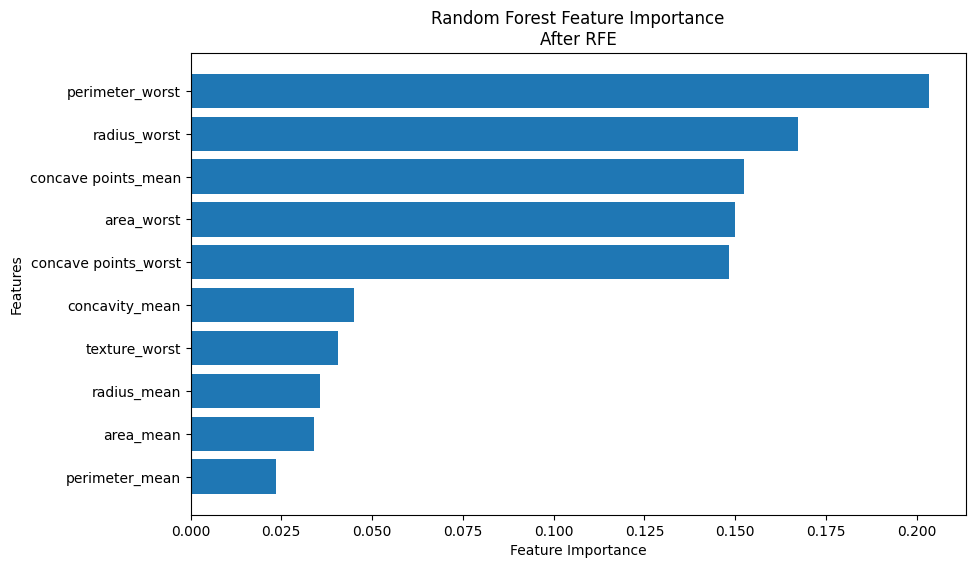 Random Forest Feature Importance
After RFE
Features
perimeter_worst
radius_worst
concave points_mean
area_worst
concave points_worst
concavity_mean
texture_worst
radius_mean
area_mean
perimeter_mean
0.000 0.025 0.050 0.075 0.100 0.125 0.150 0.175 0.200
Feature Importance